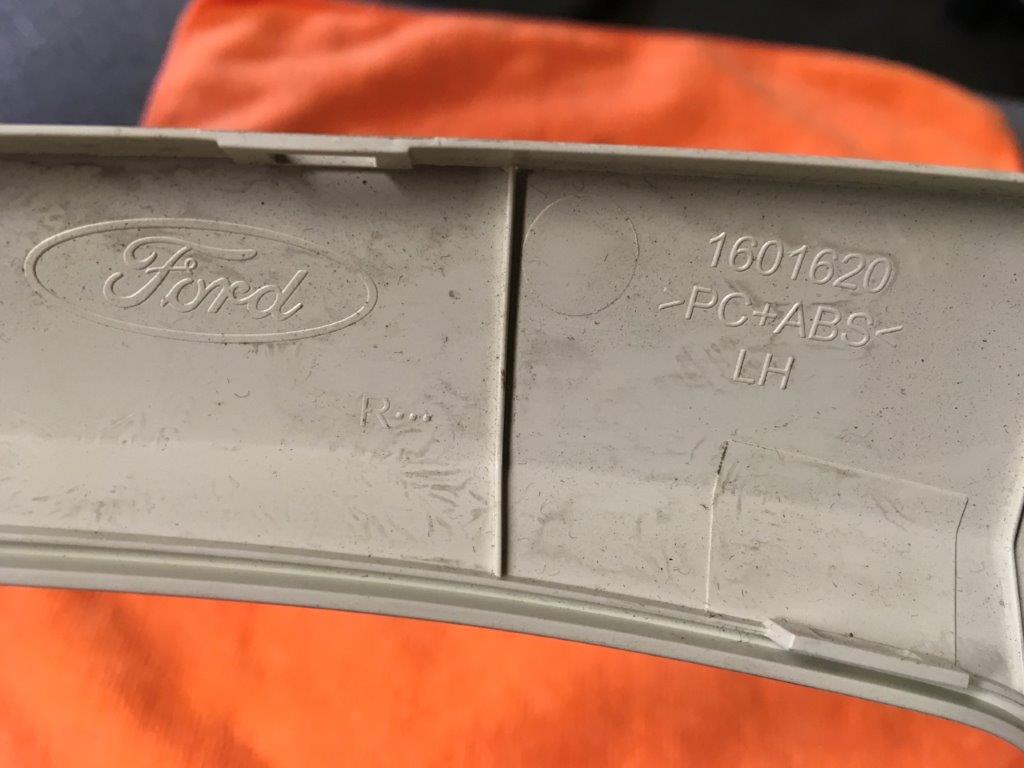 Ford
R...
1601620
>PC+ABS<
LH